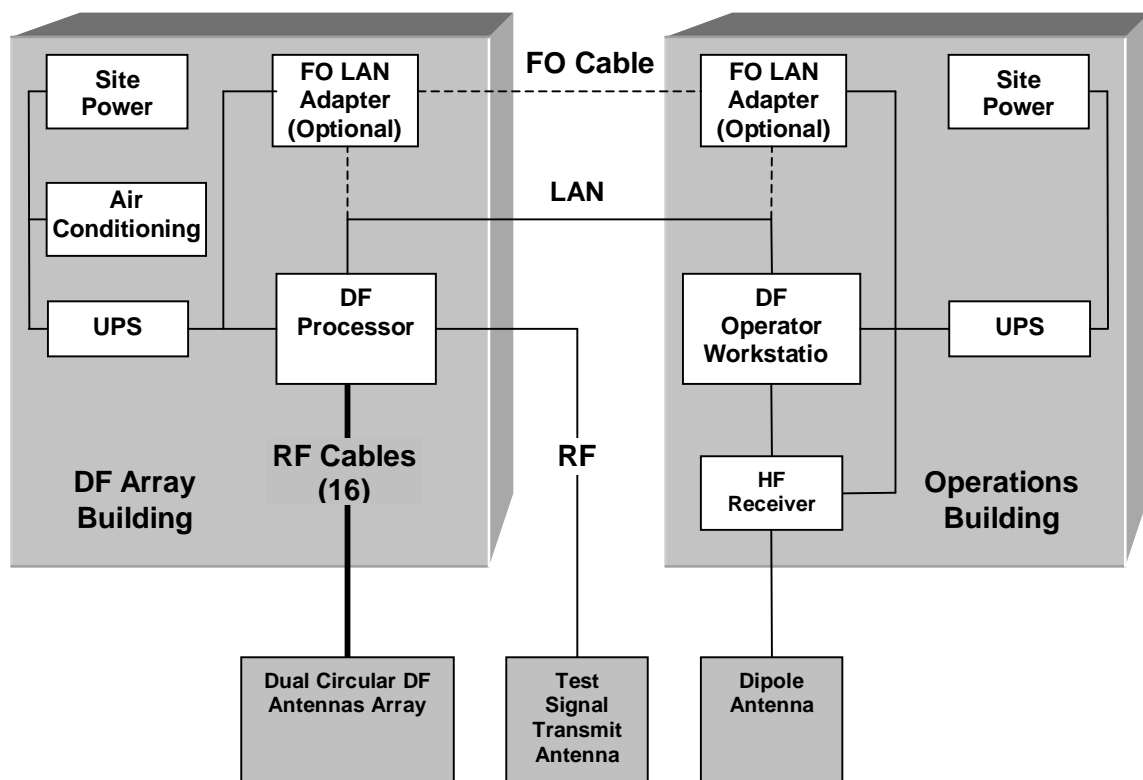 Site
Power
FO LAN
Adapter
(Optional)
FO Cable
FO LAN
Adapter
(Optional)
Site
Power
Air
Conditioning
LAN
UPS
DF
Processor
DF
Operator
Workstatio
UPS
RF Cables
(16)
RF
HF
Receiver
DF Array
Building
Operations
Building
Dual Circular DF
Antennas Array
Test
Signal
Transmit
Antenna
Dipole
Antenna